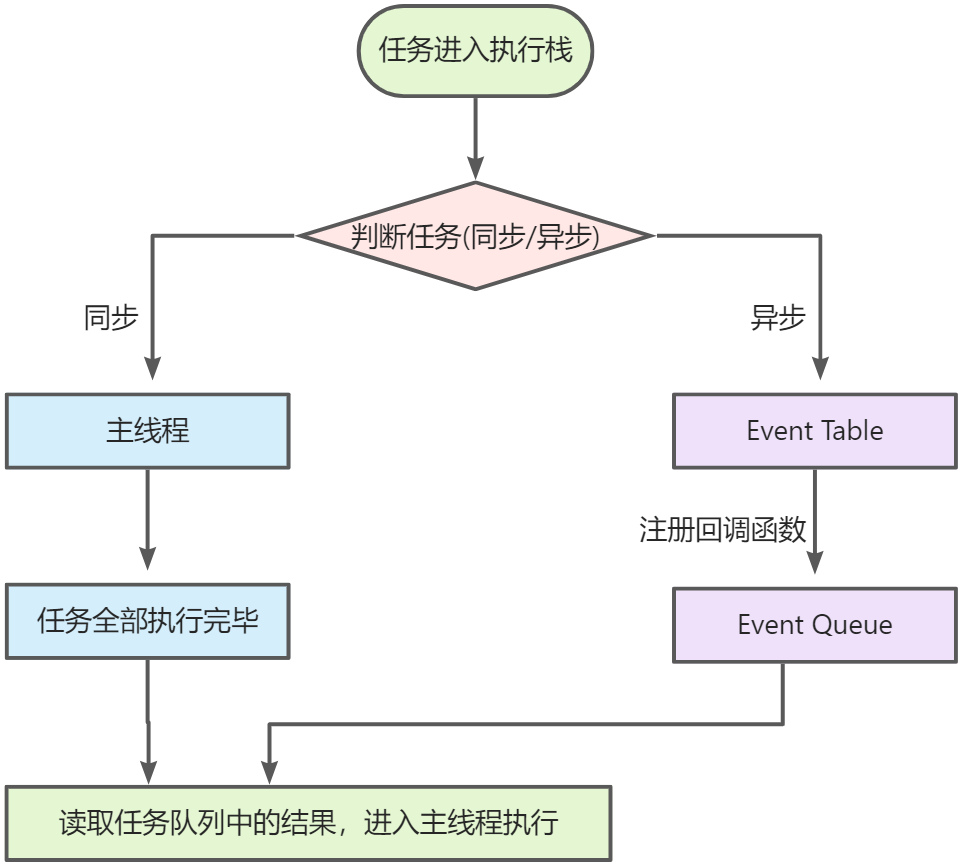 任务进入执行栈
判断任务(同步/异步)
同步
异步
主线程
Event Table
注册回调函数
任务全部执行完毕
Event Queue
读取任务队列中的结果，进入主线程执行